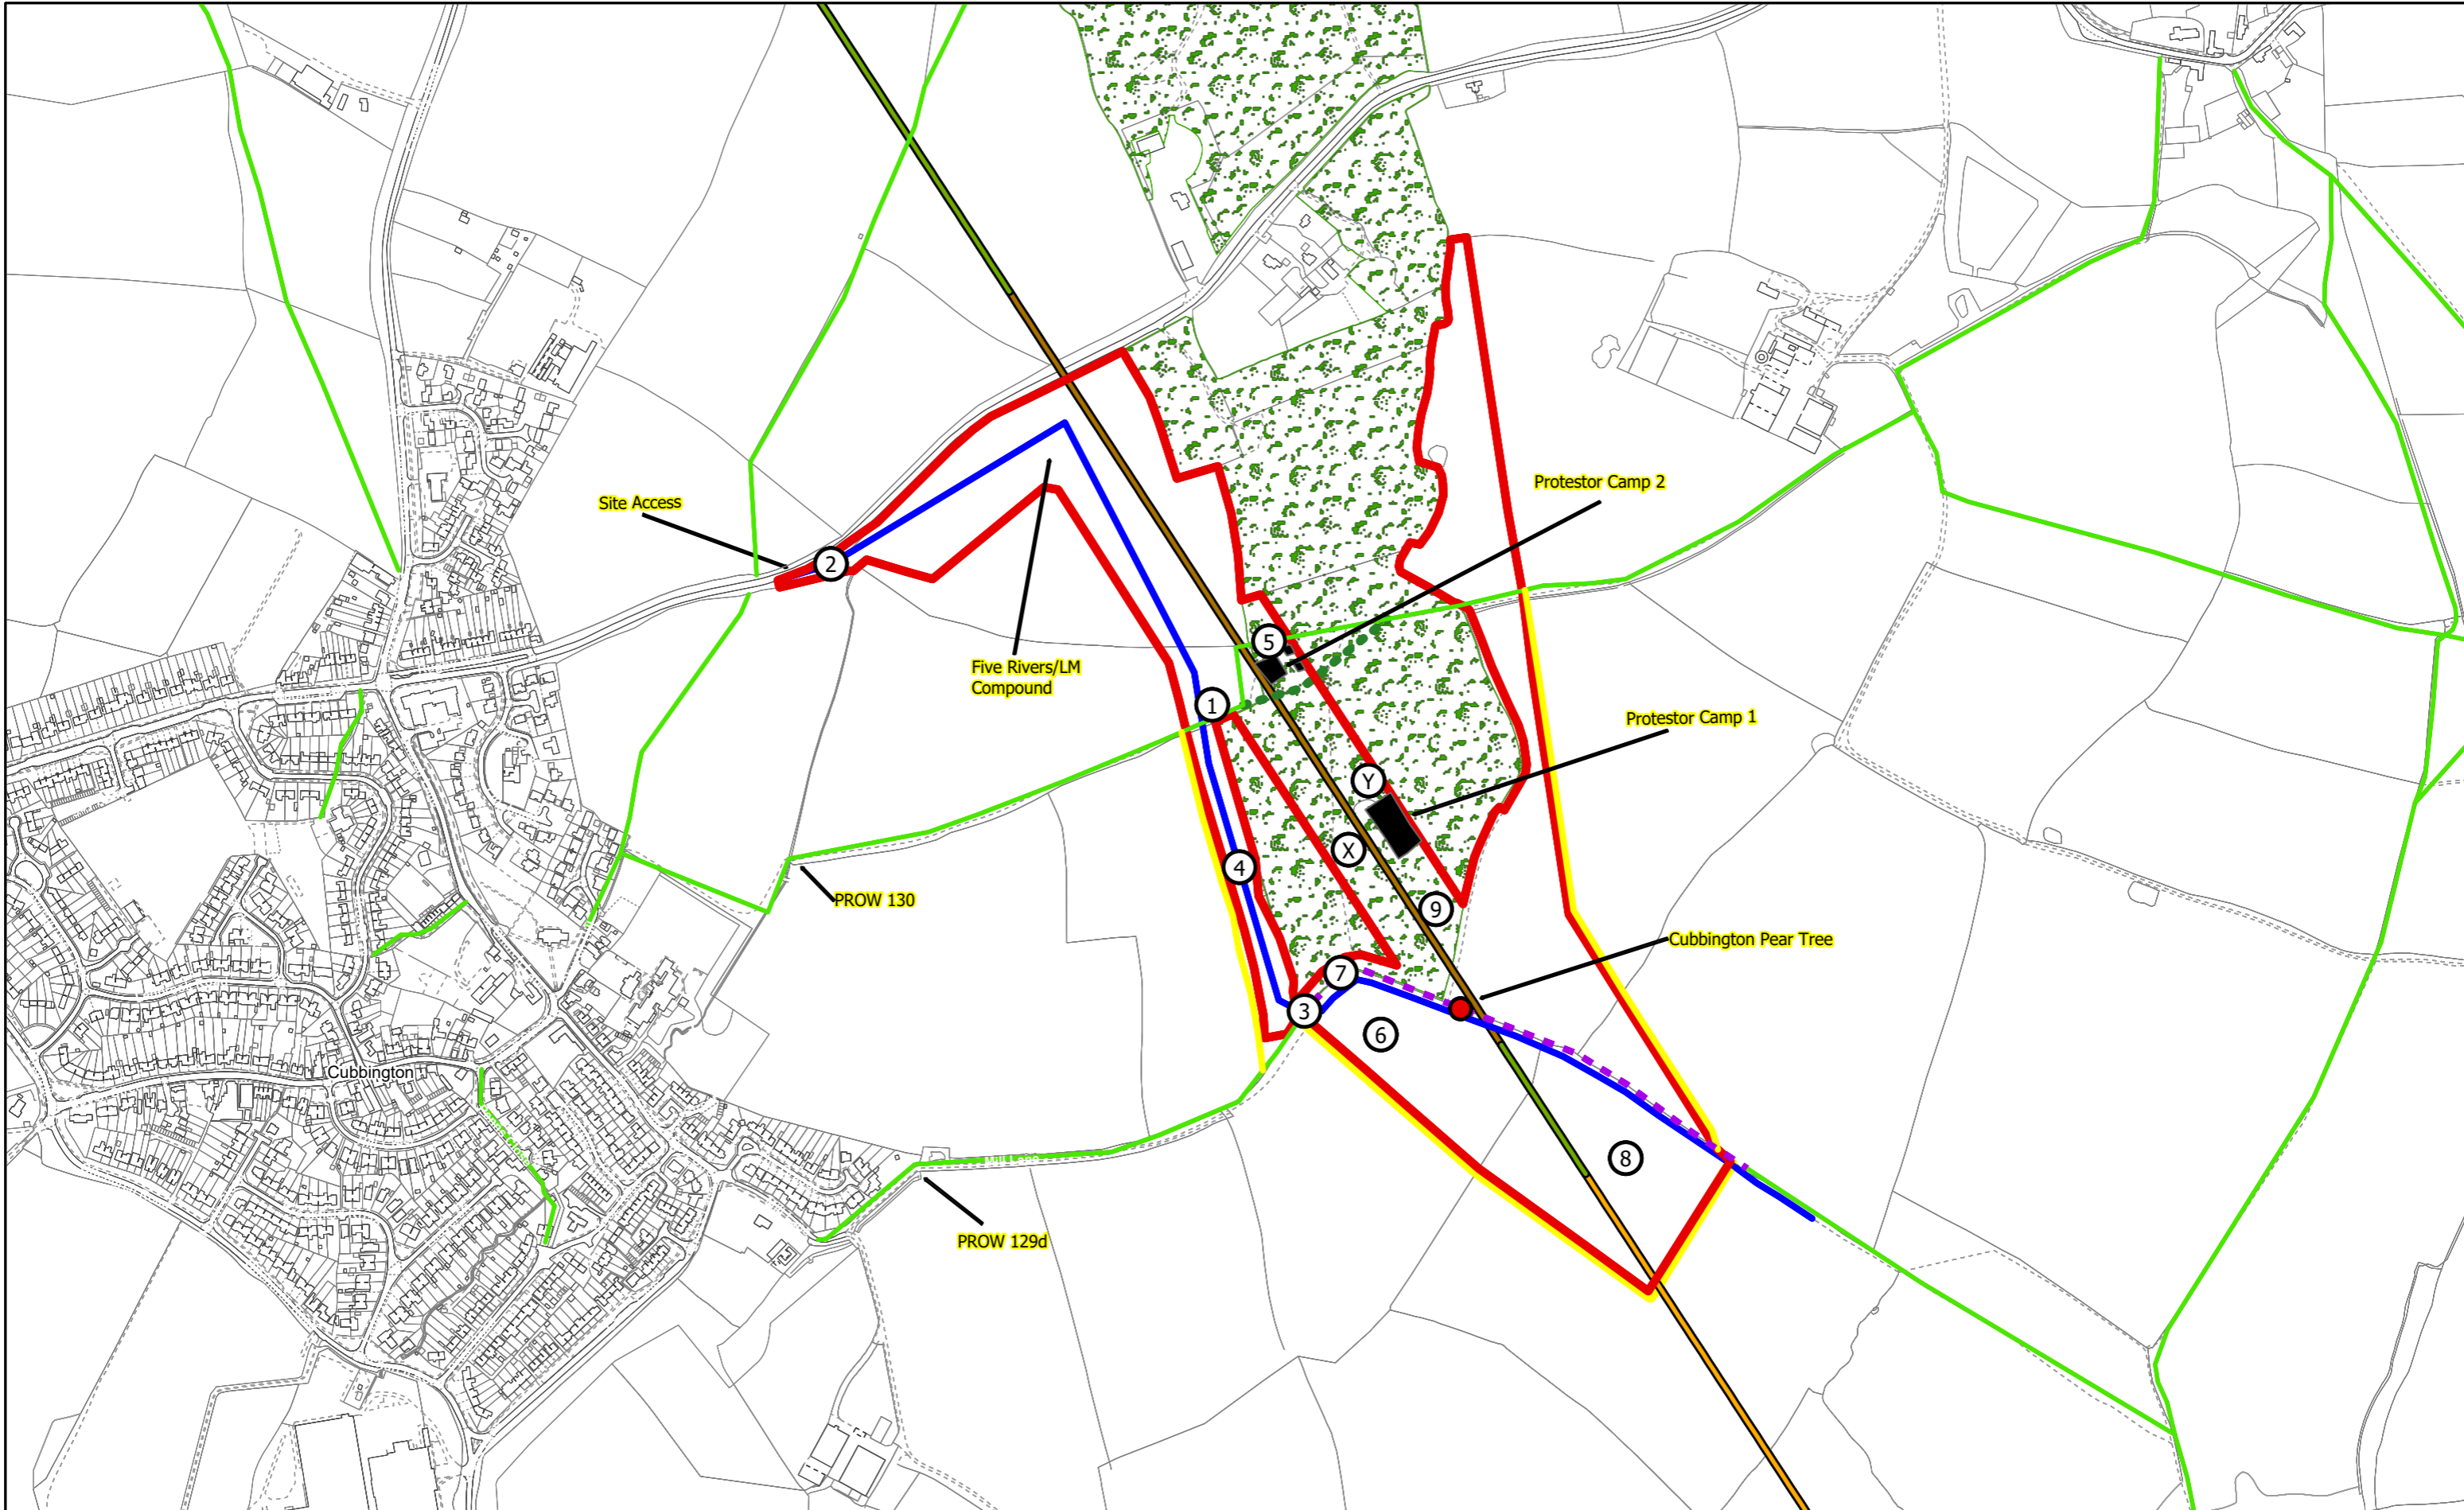 Protestor Camp 2
Site Access
2
5
Five Rivers/LM
Compound
1
Protestor Camp 1
Y
X
4
PROW 130
9
Cubbington Pear Tree
7
3
6
Cubbington
8
PROW 129d